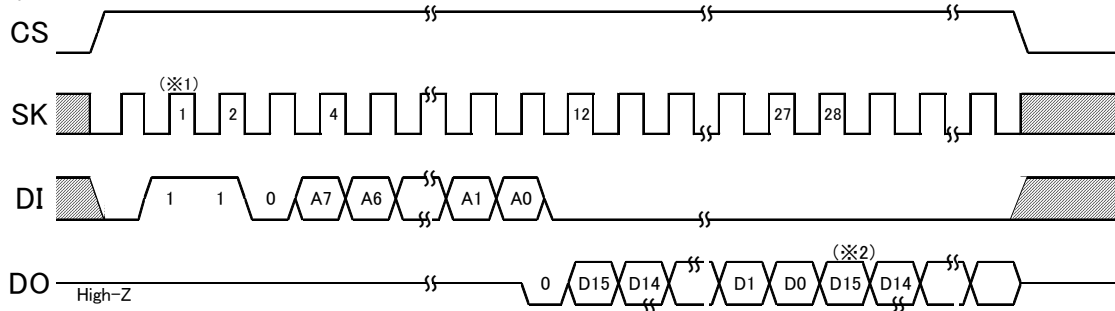 CS
(※1)
SK 1 2 4 12 27 28
DI 1 1 0 A7 A6 A1 A0
(※2)
DO High-Z 0 D15 D14 D1 D0 D15 D14